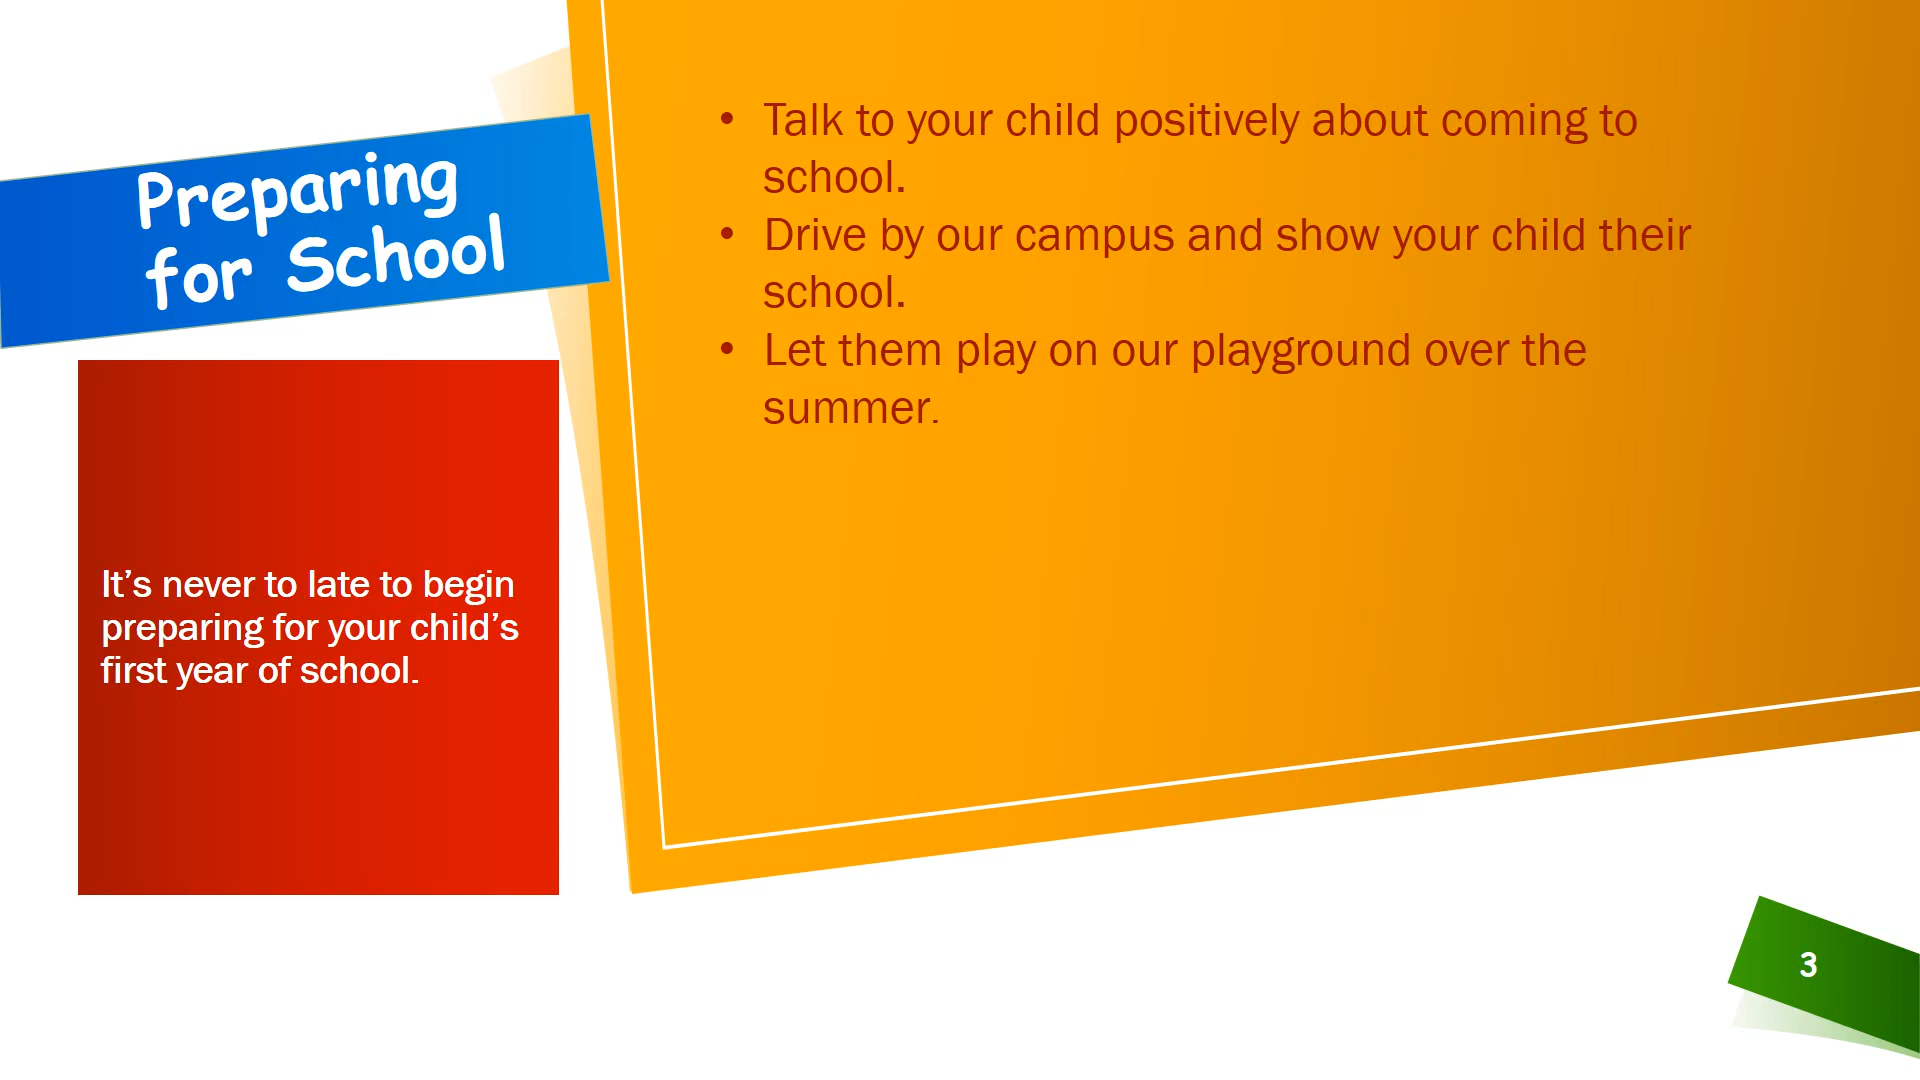 Preparing
for School
It’s never to late to begin
preparing for your child’s
first year of school.
• Talk to your child positively about coming to
school.
• Drive by our campus and show your child their
school.
• Let them play on our playground over the
summer.
3